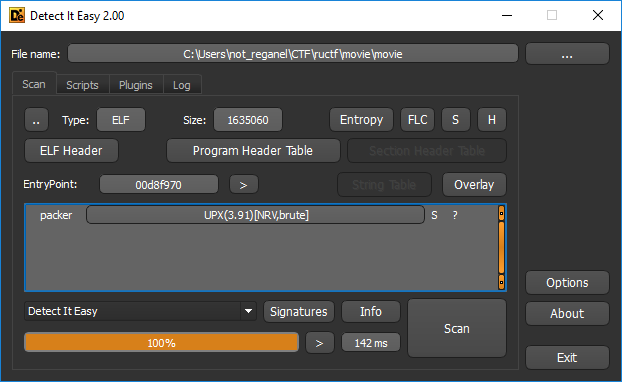 Detect It Easy 2.00
File name: C:\Users\not_reganel\CTF\ructf\movie\movie ...
Scan Scripts Plugins Log
.. Type: ELF Size: 1635060 Entropy FLC S H
ELF Header Program Header Table Section Header Table
EntryPoint: 00d8f970 > String Table Overlay
packer UPX(3.91)[NRV,brute] S ?
Options
Detect It Easy Signatures Info Scan About
100% > 142 ms
Exit